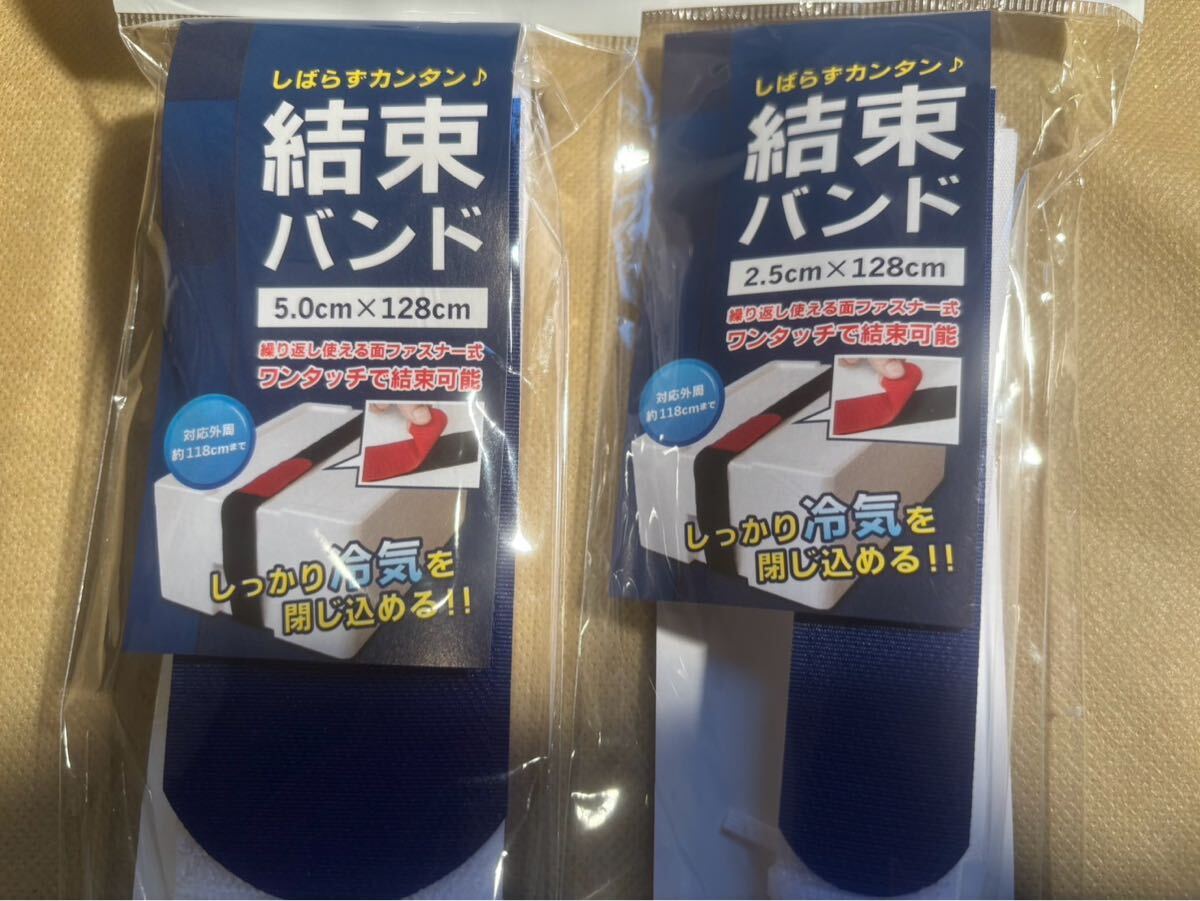 しばらずカンタン♪
結束
バンド
5.0cm×128cm
繰り返し使える面ファスナー式
ワンタッチで結束可能
対応外周
約118cmまで
しっかり冷気を
閉じ込める!!
しばらずカンタン♪
結束
バンド
2.5cm×128cm
繰り返し使える面ファスナー式
ワンタッチで結束可能
対応外周
約118cmまで
しっかり冷気を
閉じ込める!!